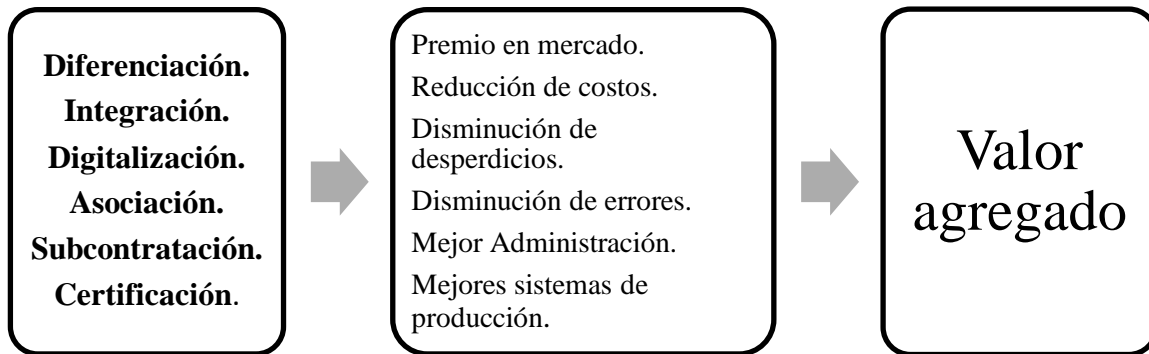 Diferenciación.
Integración.
Digitalización.
Asociación.
Subcontratación.
Certificación.
Premio en mercado.
Reducción de costos.
Disminución de
desperdicios.
Disminución de errores.
Mejor Administración.
Mejores sistemas de
producción.
Valor
agregado